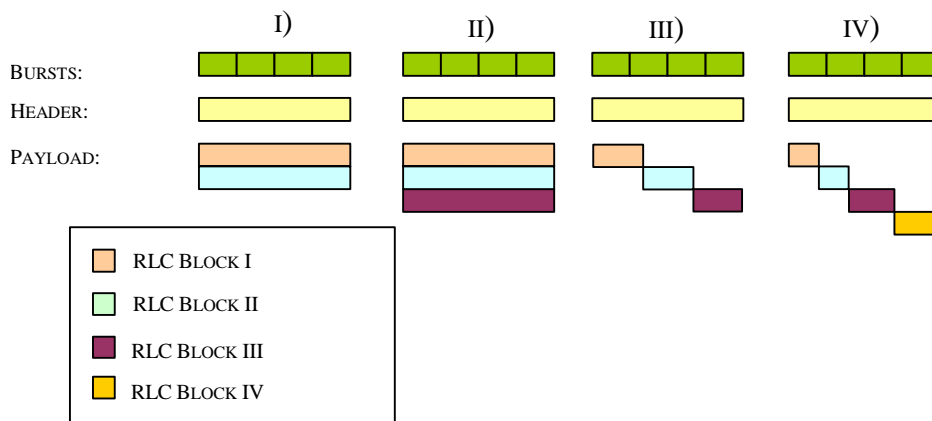 I) II) III) IV)
BURSTS:
HEADER:
PAYLOAD:
RLC BLOCK I
RLC BLOCK II
RLC BLOCK III
RLC BLOCK IV